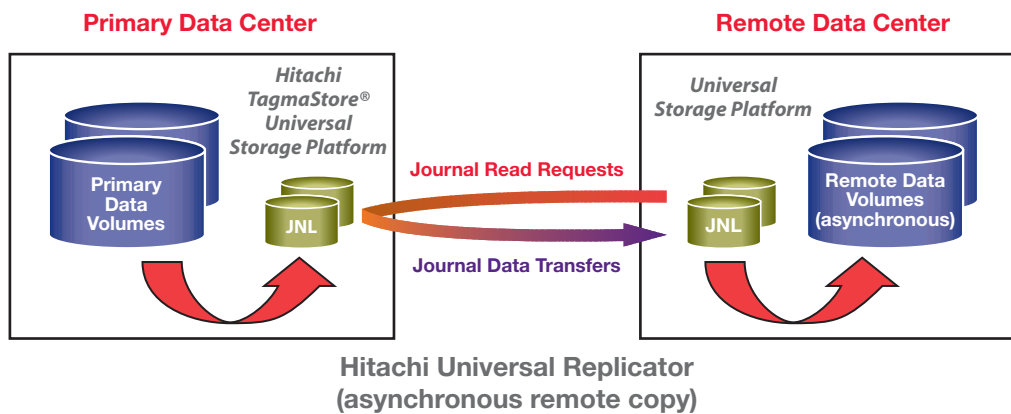 Primary Data Center
Remote Data Center
Hitachi
TagmaStore®
Universal
Storage Platform
Primary
Data
Volumes
JNL
Journal Read Requests
Journal Data Transfers
Universal
Storage Platform
JNL
Remote Data
Volumes
(asynchronous)
Hitachi Universal Replicator
(asynchronous remote copy)